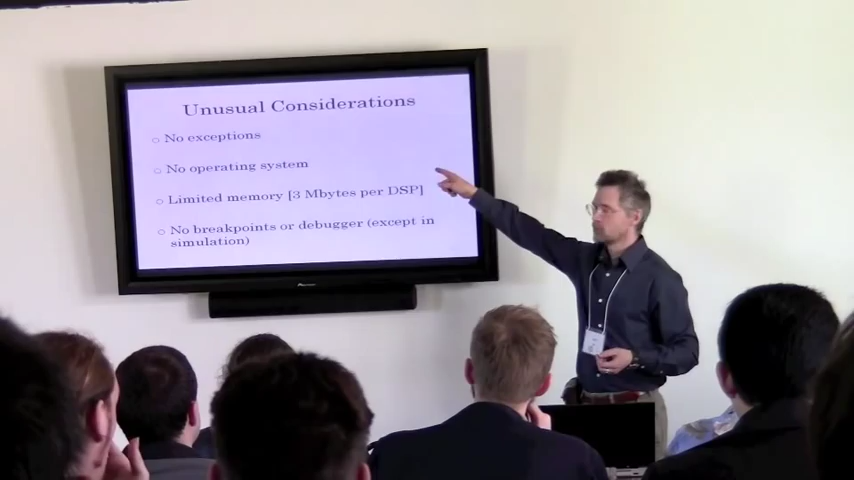 Unusual Considerations
No exceptions
No operating system
Limited memory [3 Mbytes per DSP]
No breakpoints or debugger (except in
simulation)